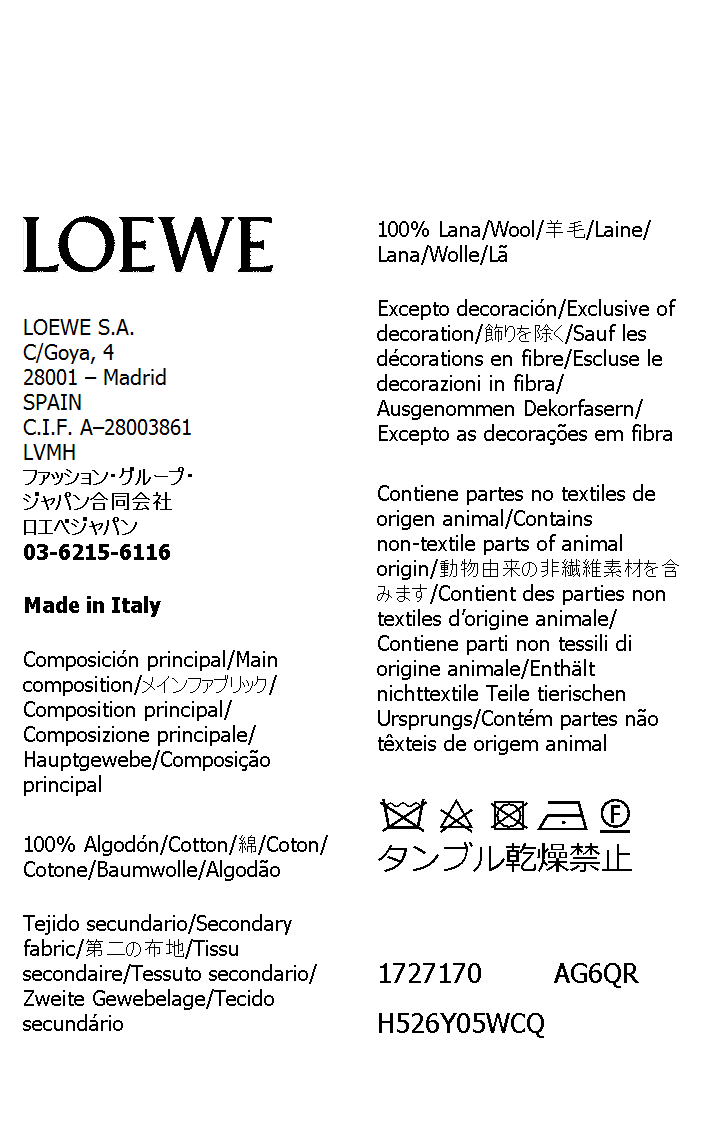 LOEWE
LOEWE S.A.
C/Goya, 4
28001 – Madrid
SPAIN
C.I.F. A–28003861
LVMH
ファッション・グループ・
ジャパン合同会社
ロエベジャパン
03-6215-6116
Made in Italy
Composición principal/Main
composition/メインファブリック/
Composition principal/
Composizione principale/
Hauptgewebe/Composição
principal
100% Algodón/Cotton/綿/Coton/
Cotone/Baumwolle/Algodão
Tejido secundario/Secondary
fabric/第二の布地/Tissu
secondaire/Tessuto secondario/
Zweite Gewebelage/Tecido
secundário
100% Lana/Wool/羊毛/Laine/
Lana/Wolle/Lã
Excepto decoración/Exclusive of
decoration/飾りを除く/Sauf les
décorations en fibre/Escluse le
decorazioni in fibra/
Ausgenommen Dekorfasern/
Excepto as decorações em fibra
Contiene partes no textiles de
origen animal/Contains
non-textile parts of animal
origin/動物由来の非繊維素材を含
みます/Contient des parties non
textiles d’origine animale/
Contiene parti non tessili di
origine animale/Enthält
nichttextile Teile tierischen
Ursprungs/Contém partes não
têxteis de origem animal
F
タンブル乾燥禁止
1727170 AG6QR
H526Y05WCQ